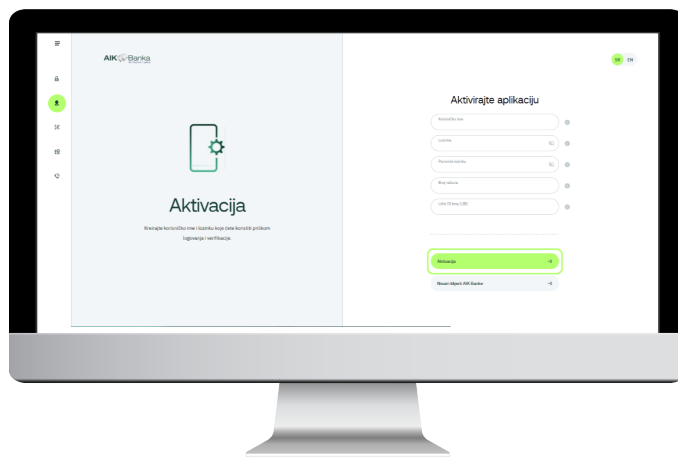 AIK Banka
SR EN
Aktivacija
Kreirajte korisničko ime i lozinku koje ćete koristiti prilikom
logovanja i verifikacije.
Aktivirajte aplikaciju
Korisničko ime
Lozinka
Ponovite lozinku
Broj računa
Aktivacija
Nisam klijent AIK Banke